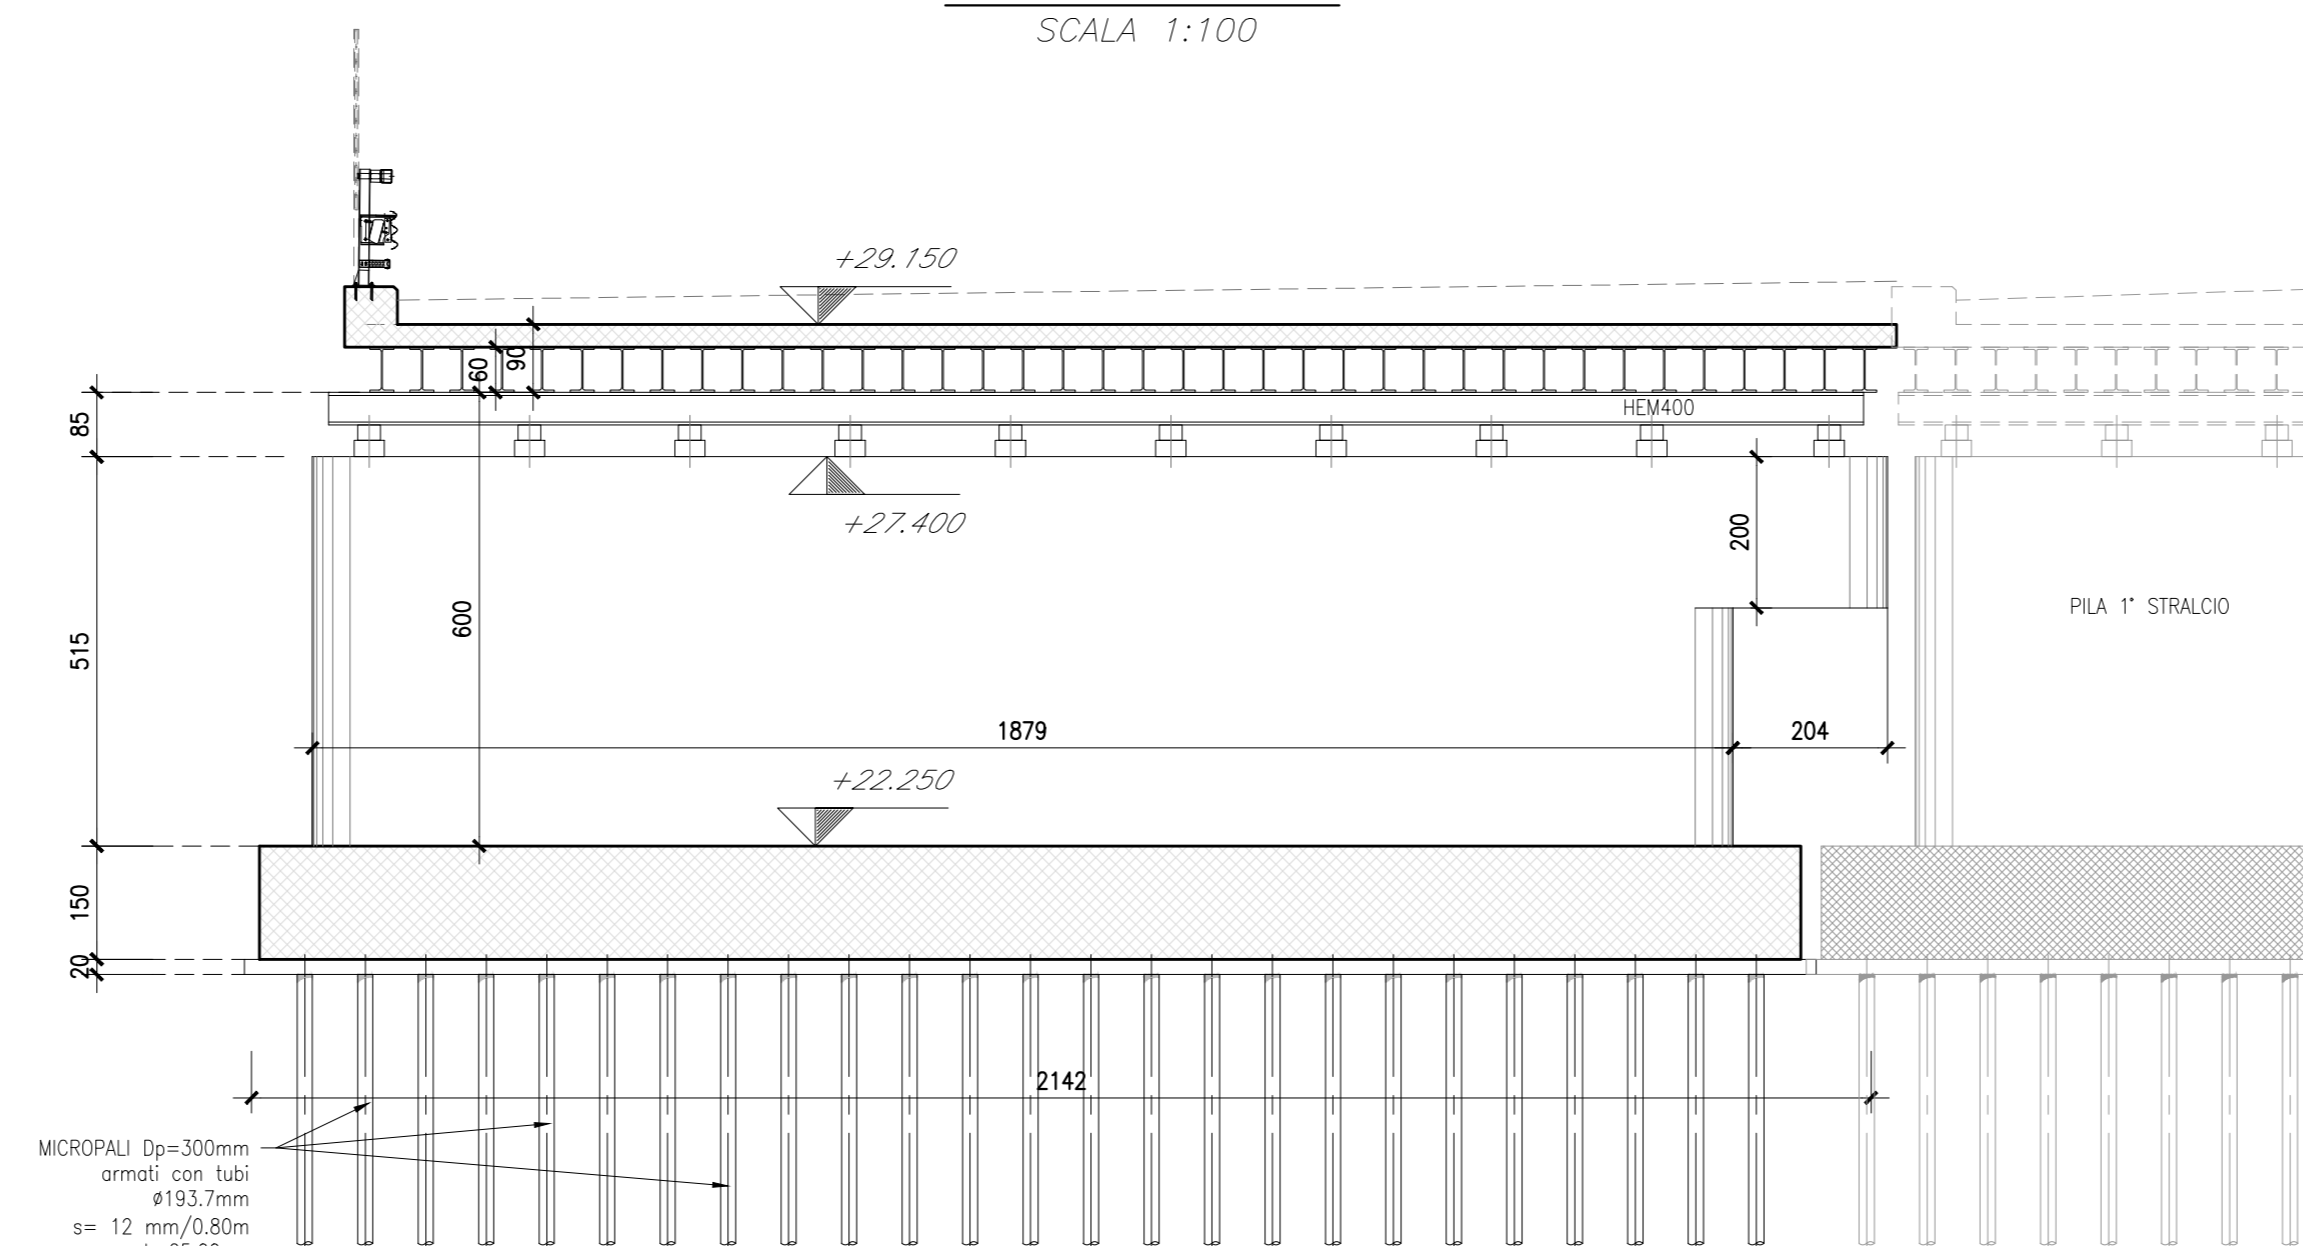 SCALA 1:100
+29.150
60
90
HEM400
85
+27.400
200
PILA 1° STRALCIO
600
515
1879
204
+22.250
150
20
2142
MICROPALI Dp=300mm
armati con tubi
ø193.7mm
s= 12 mm/0.80m